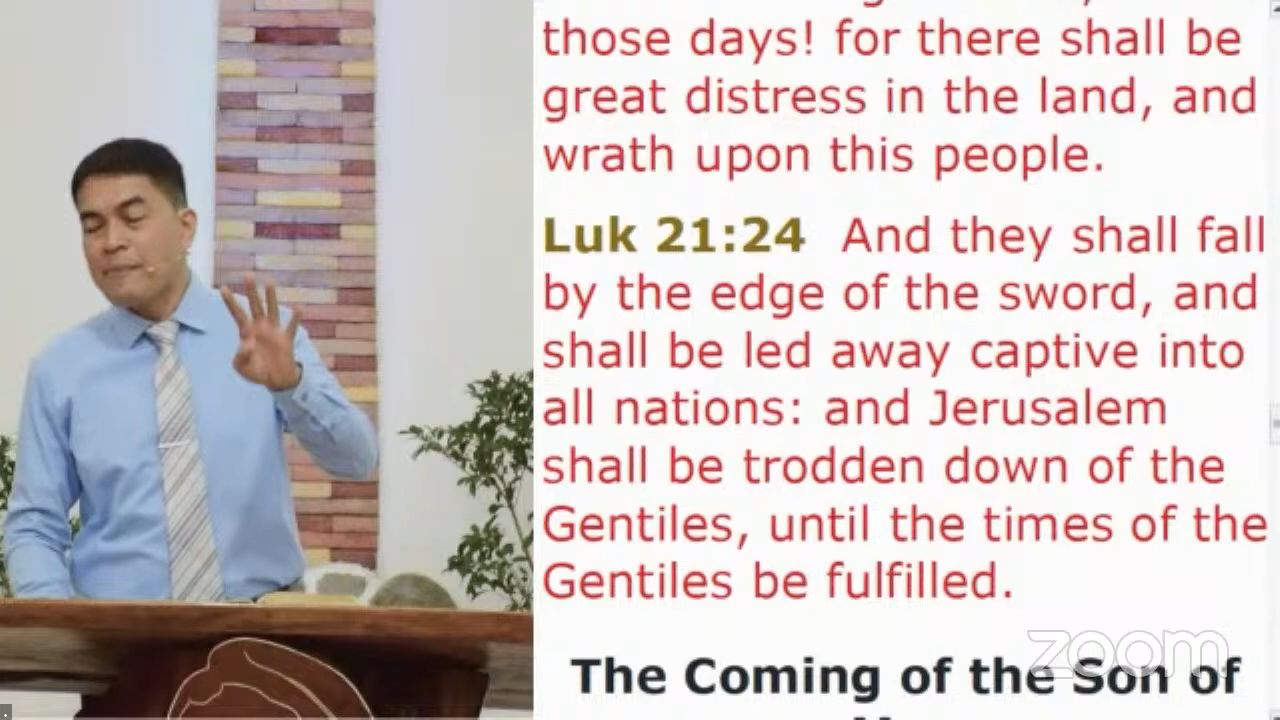 those days! for there shall be
great distress in the land, and
wrath upon this people.
Luk 21:24 And they shall fall
by the edge of the sword, and
shall be led away captive into
all nations: and Jerusalem
shall be trodden down of the
Gentiles, until the times of the
Gentiles be fulfilled.
zoom
The Coming of the Son of